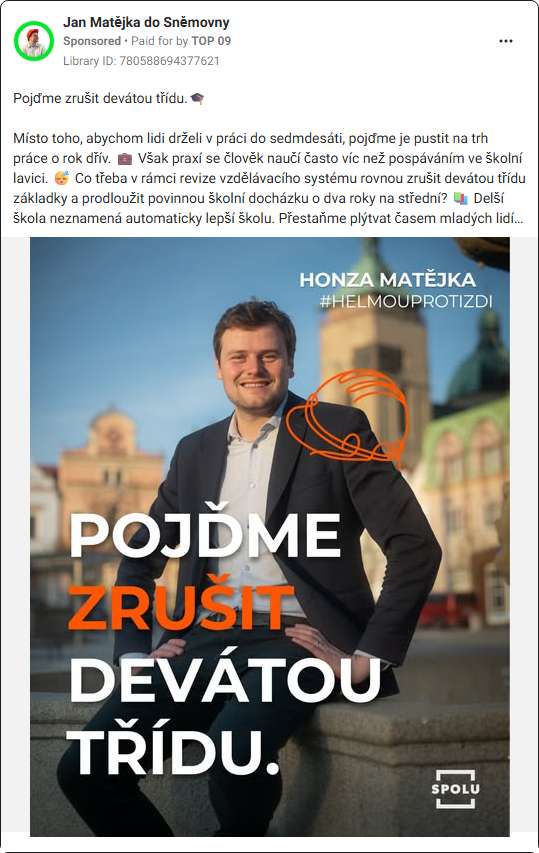 Jan Matějka do Sněmovny
Sponsored • Paid for by TOP 09
Library ID: 780588694377621
Pojďme zrušit devátou třídu.🎓
Místo toho, abychom lidi drželi v práci do sedmdesáti, pojďme je pustit na trh
práce o rok dřív. 💼 Však praxí se člověk naučí často víc než pospáváním ve školní
lavici. 😴 Co třeba v rámci revize vzdělávacího systému rovnou zrušit devátou třídu
základky a prodloužit povinnou školní docházku o dva roky na střední? 📚 Delší
škola neznamená automaticky lepší školu. Přestaňme plýtvat časem mladých lidí...
HONZA MATĚJKA
#HELMOUPROTIZDI
POJĎME
ZRUŠIT
DEVÁTOU
TŘÍDU.
SPOLU